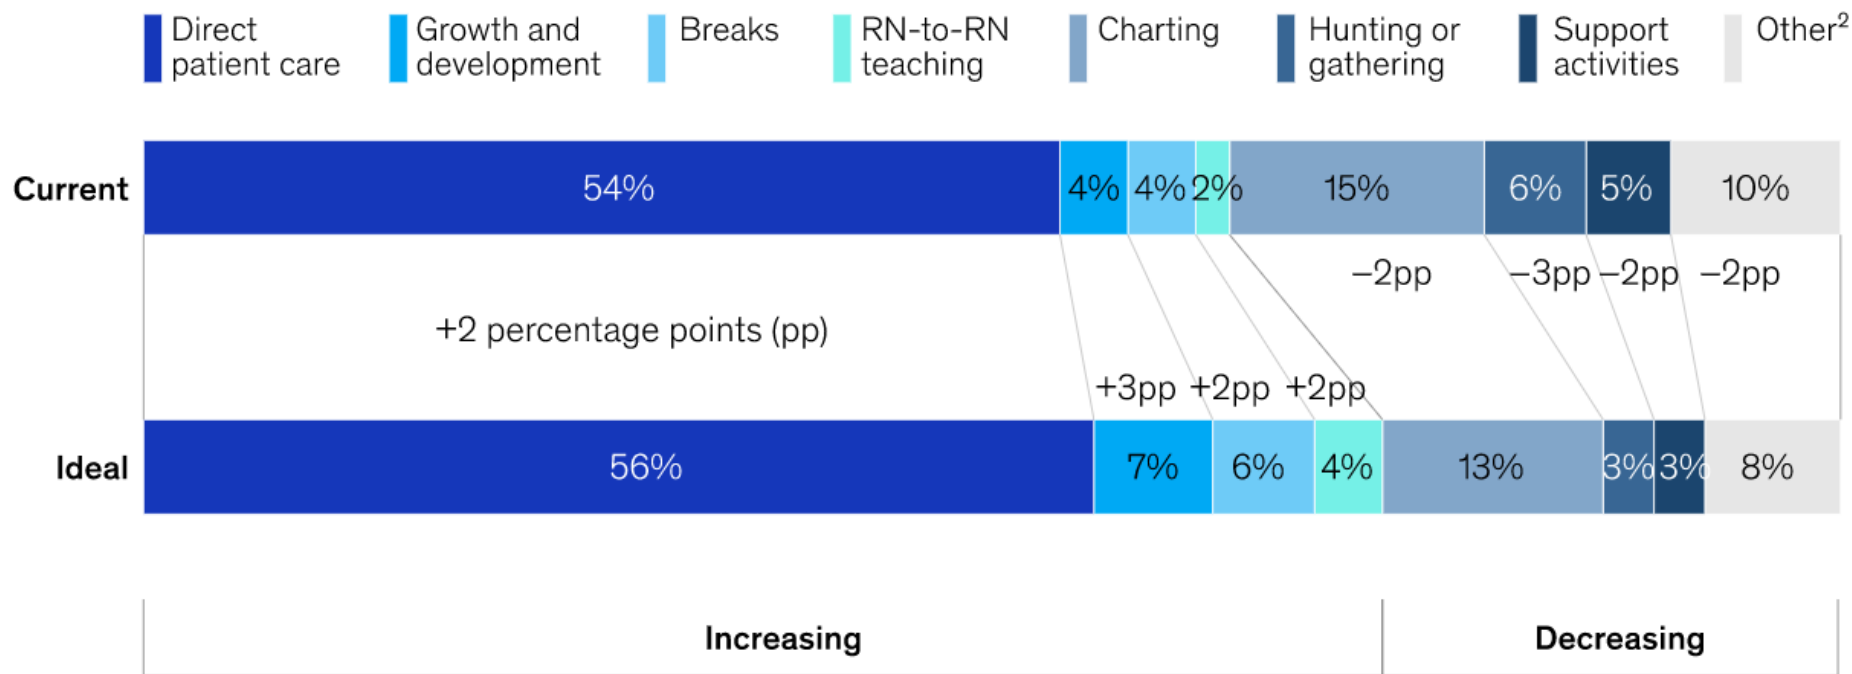 Direct
patient care
Growth and
development
Breaks
RN-to-RN
teaching
Charting
Hunting or
gathering
Support
activities
Other²
Current
54%
4%
4%
2%
15%
6%
5%
10%
−2pp
−3pp
−2pp
−2pp
+2 percentage points (pp)
+3pp
+2pp
+2pp
Ideal
56%
7%
6%
4%
13%
3%
3%
8%
Increasing
Decreasing